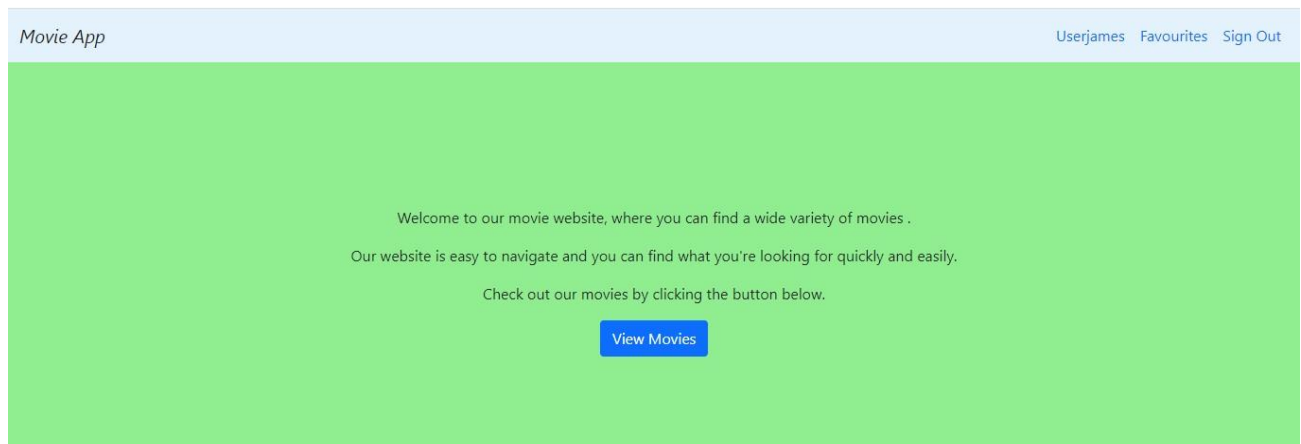 Movie App
Userjames Favourites Sign Out
Welcome to our movie website, where you can find a wide variety of movies .
Our website is easy to navigate and you can find what you're looking for quickly and easily.
Check out our movies by clicking the button below.
View Movies